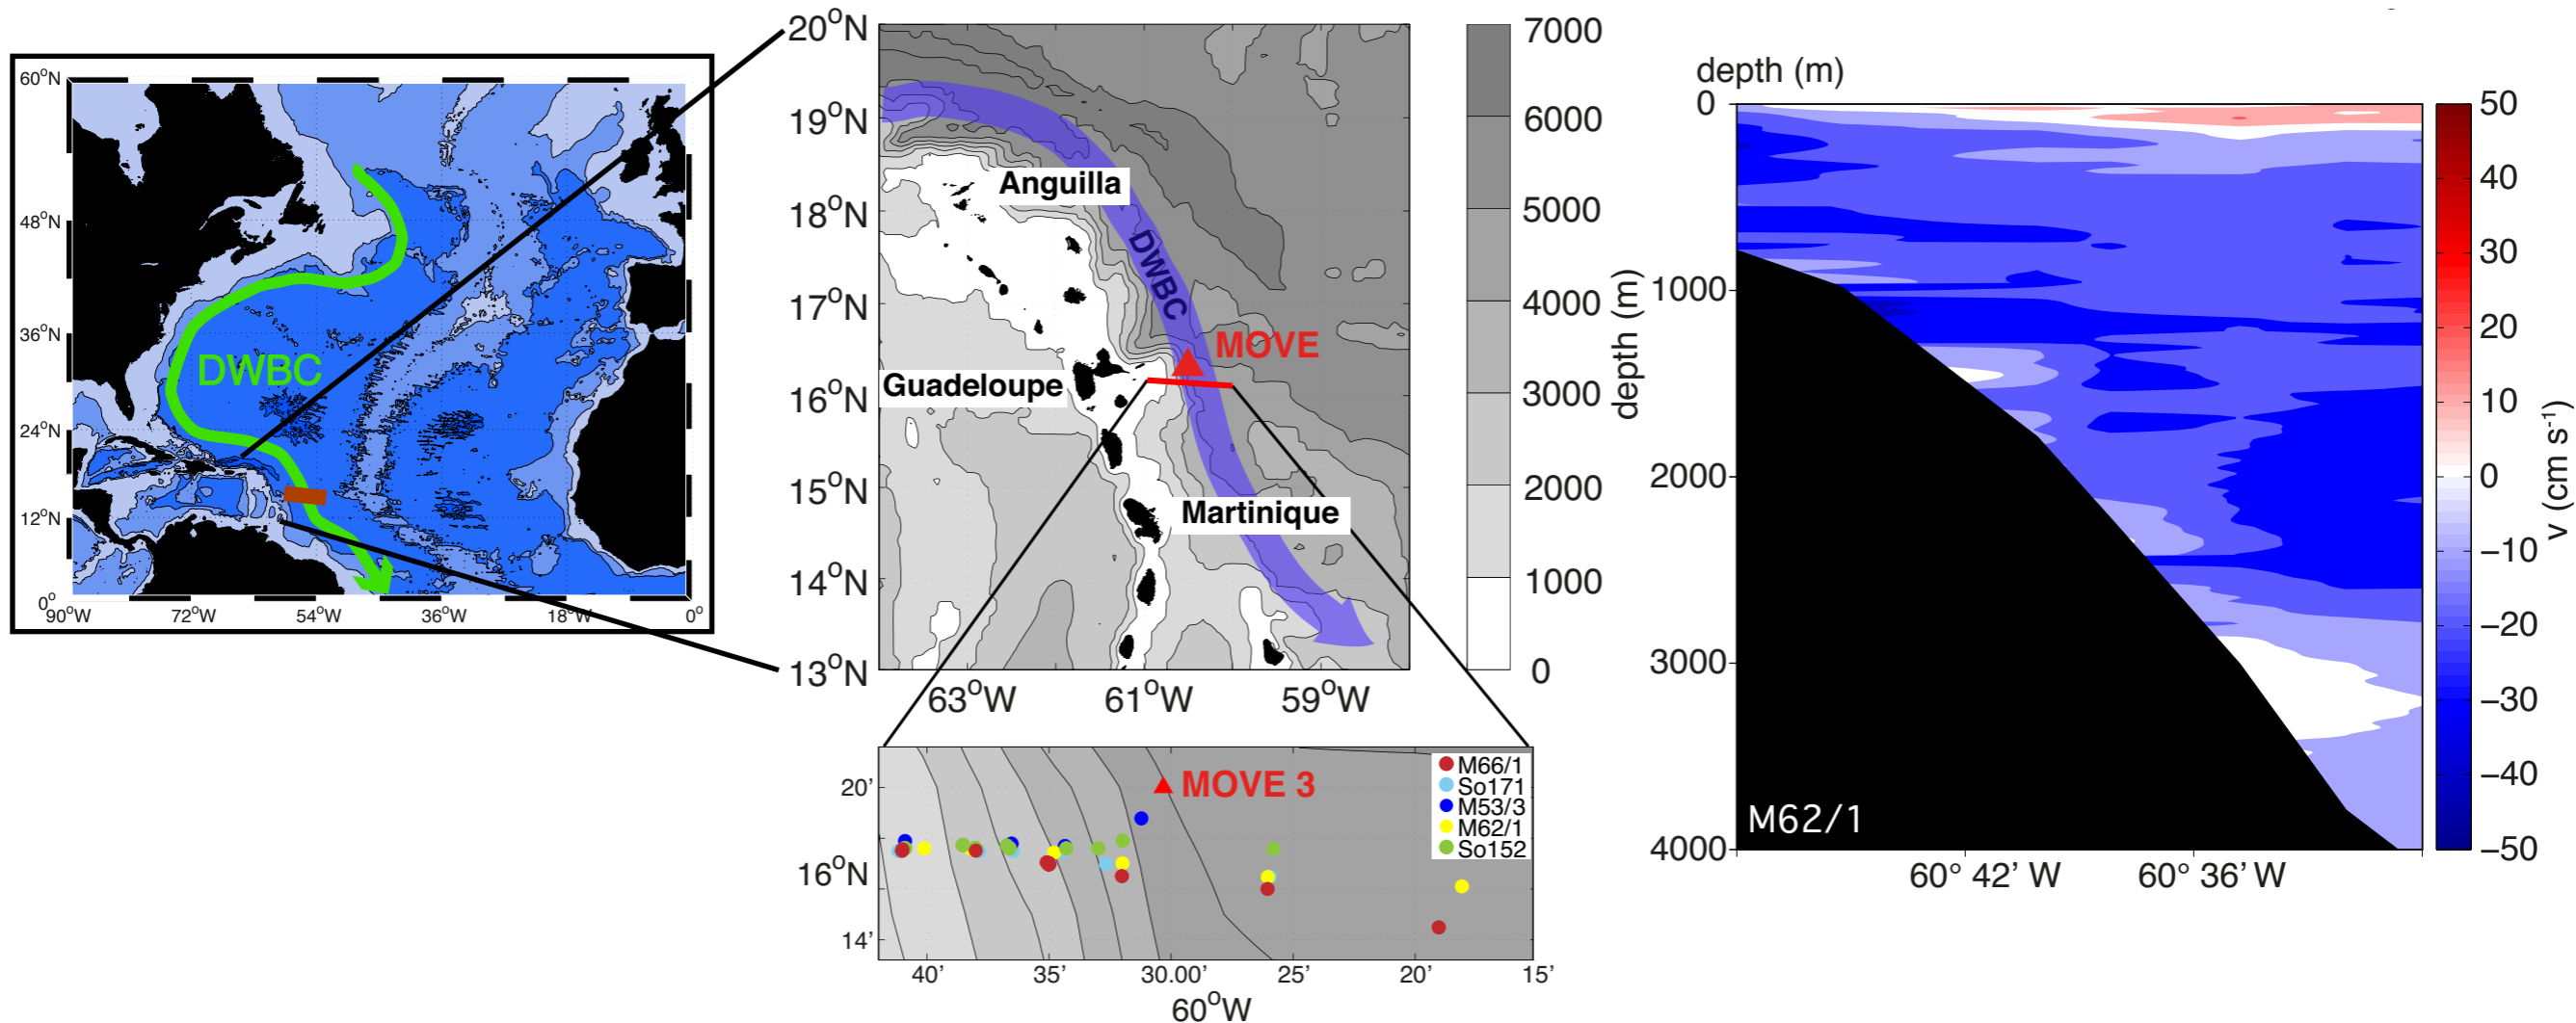 60°N
48°N
36°N
24°N
12°N
0°
90°W
72°W
54°W
36°W
18°W
0°
DWBC
20°N
19°N
18°N
17°N
16°N
15°N
14°N
13°N
63°W
61°W
59°W
Anguilla
DWBC
MOVE
Guadeloupe
Martinique
7000
6000
5000
4000
3000
2000
1000
0
depth (m)
20'
16°N
14'
40'
35'
30.00'
25'
20'
15'
60°W
MOVE 3
M66/1
So171
M53/3
M62/1
So152
depth (m)
0
1000
2000
3000
4000
60° 42' W
60° 36' W
M62/1
50
40
30
20
10
0
−10
−20
−30
−40
−50
v (cm s-1)